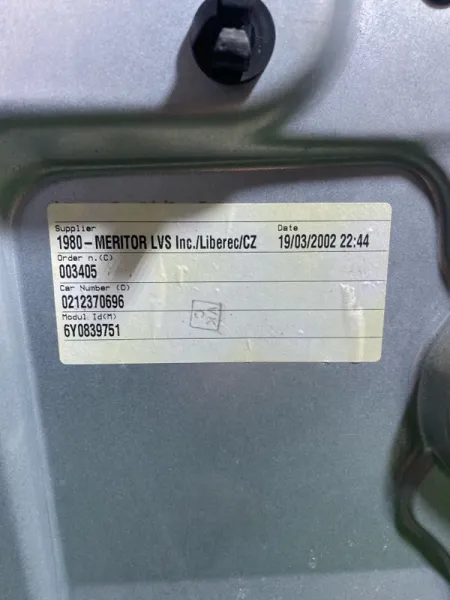 Supplier
Date
1980-MERITOR LVS Inc./Liberec/CZ 19/03/2002 22:44
Order n.(C)
003405
Car Number (D)
0212370696
Modul Id(M)
6Y0839751
VK
C